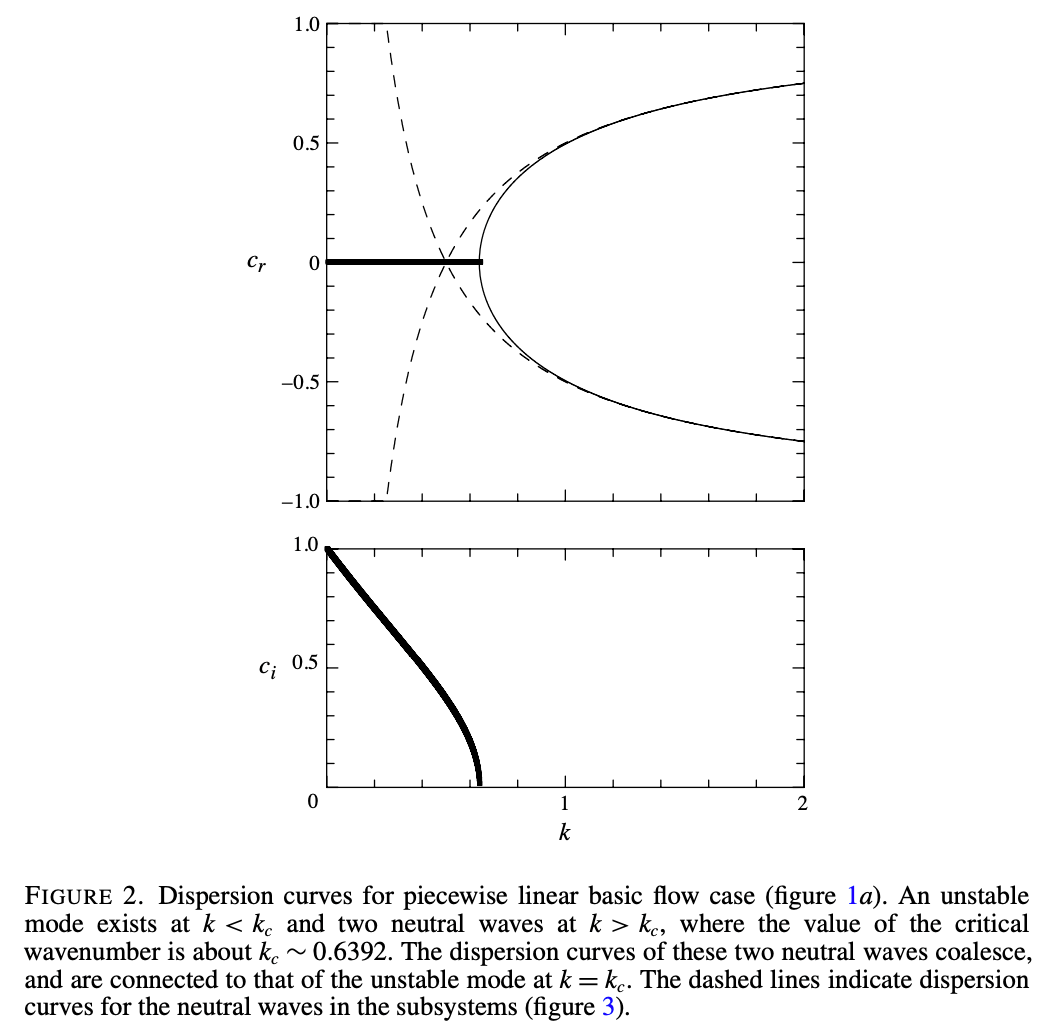 1.0
0.5
c_r 0
−0.5
−1.0
1.0
c_i 0.5
0 1 2
k
FIGURE 2. Dispersion curves for piecewise linear basic flow case (figure 1a). An unstable
mode exists at k < k_c and two neutral waves at k > k_c, where the value of the critical
wavenumber is about k_c ∼ 0.6392. The dispersion curves of these two neutral waves coalesce,
and are connected to that of the unstable mode at k = k_c. The dashed lines indicate dispersion
curves for the neutral waves in the subsystems (figure 3).